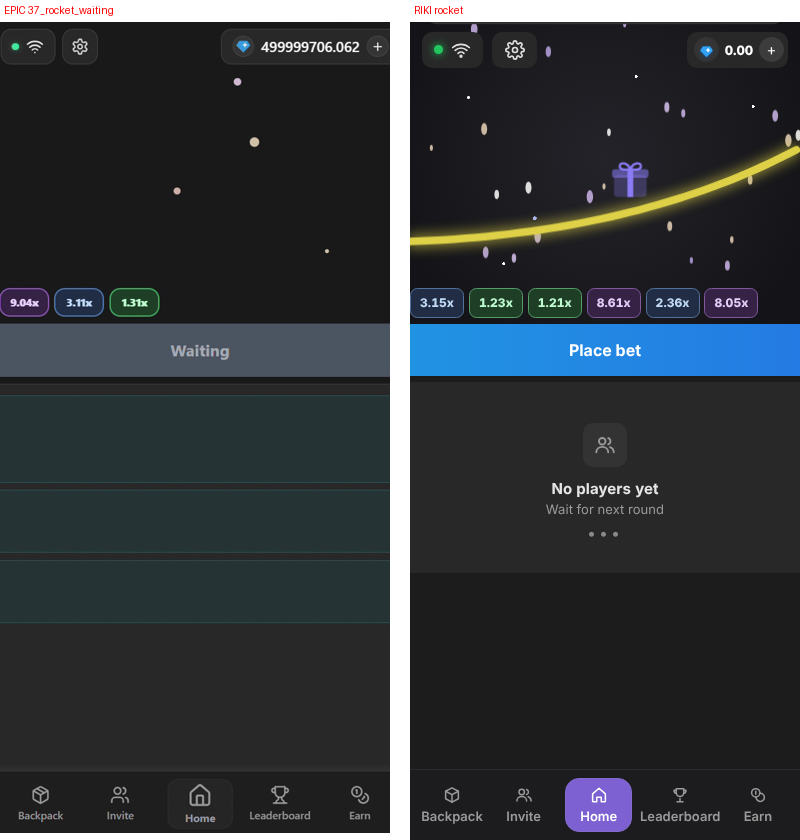 EPIC 37_rocket_waiting
499999706.062 +
9.04x 3.11x 1.31x
Waiting
Backpack Invite Home Leaderboard Earn
RIKI rocket
0.00 +
3.15x 1.23x 1.21x 8.61x 2.36x 8.05x
Place bet
No players yet
Wait for next round
Backpack Invite Home Leaderboard Earn